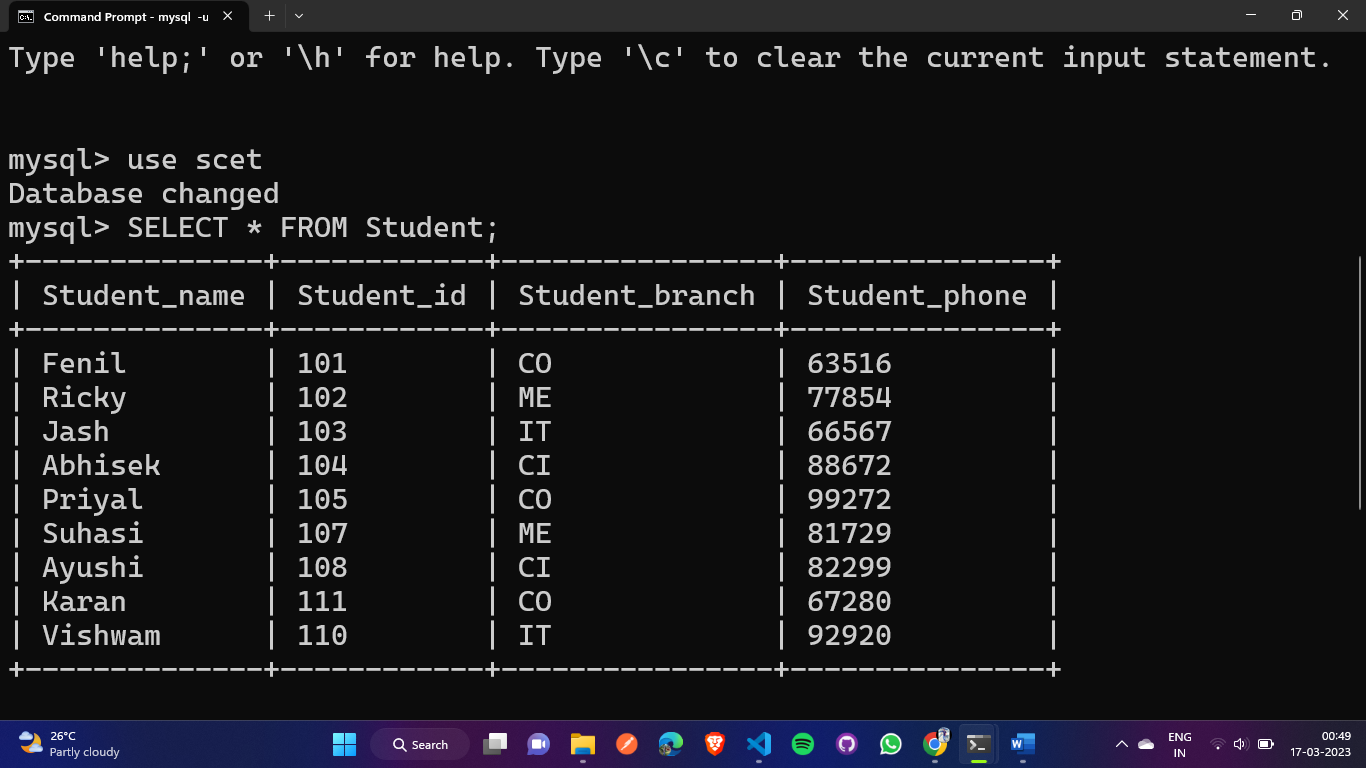 Command Prompt - mysql -u
Type 'help;' or '\h' for help. Type '\c' to clear the current input statement.
mysql> use scet
Database changed
mysql> SELECT * FROM Student;
+--------------+------------+----------------+---------------+
| Student_name | Student_id | Student_branch | Student_phone |
+--------------+------------+----------------+---------------+
| Fenil        | 101        | CO             | 63516         |
| Ricky        | 102        | ME             | 77854         |
| Jash         | 103        | IT             | 66567         |
| Abhisek      | 104        | CI             | 88672         |
| Priyal       | 105        | CO             | 99272         |
| Suhasi       | 107        | ME             | 81729         |
| Ayushi       | 108        | CI             | 82299         |
| Karan        | 111        | CO             | 67280         |
| Vishwam      | 110        | IT             | 92920         |
+--------------+------------+----------------+---------------+
26°C
Partly cloudy
Search
ENG
IN
00:49
17-03-2023